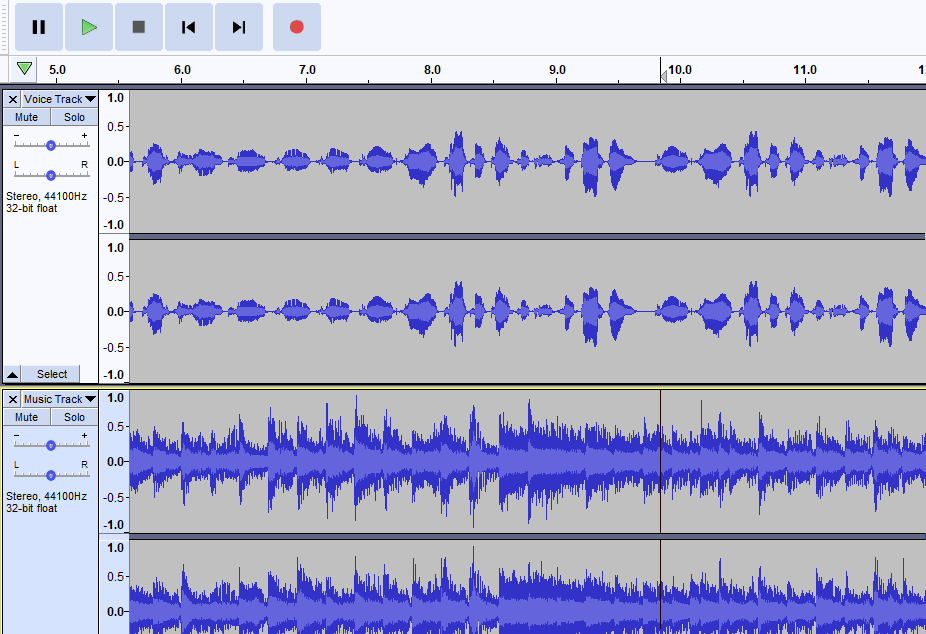 5.0 6.0 7.0 8.0 9.0 10.0 11.0
Voice Track
Mute Solo
- +
L R
Stereo, 44100Hz
32-bit float
Select
1.0
0.5-
0.0-
-0.5-
-1.0
1.0
0.5-
0.0-
-0.5-
-1.0
Music Track
Mute Solo
- +
L R
Stereo, 44100Hz
32-bit float
1.0
0.5-
0.0-
-0.5-
-1.0
1.0
0.5-
0.0-